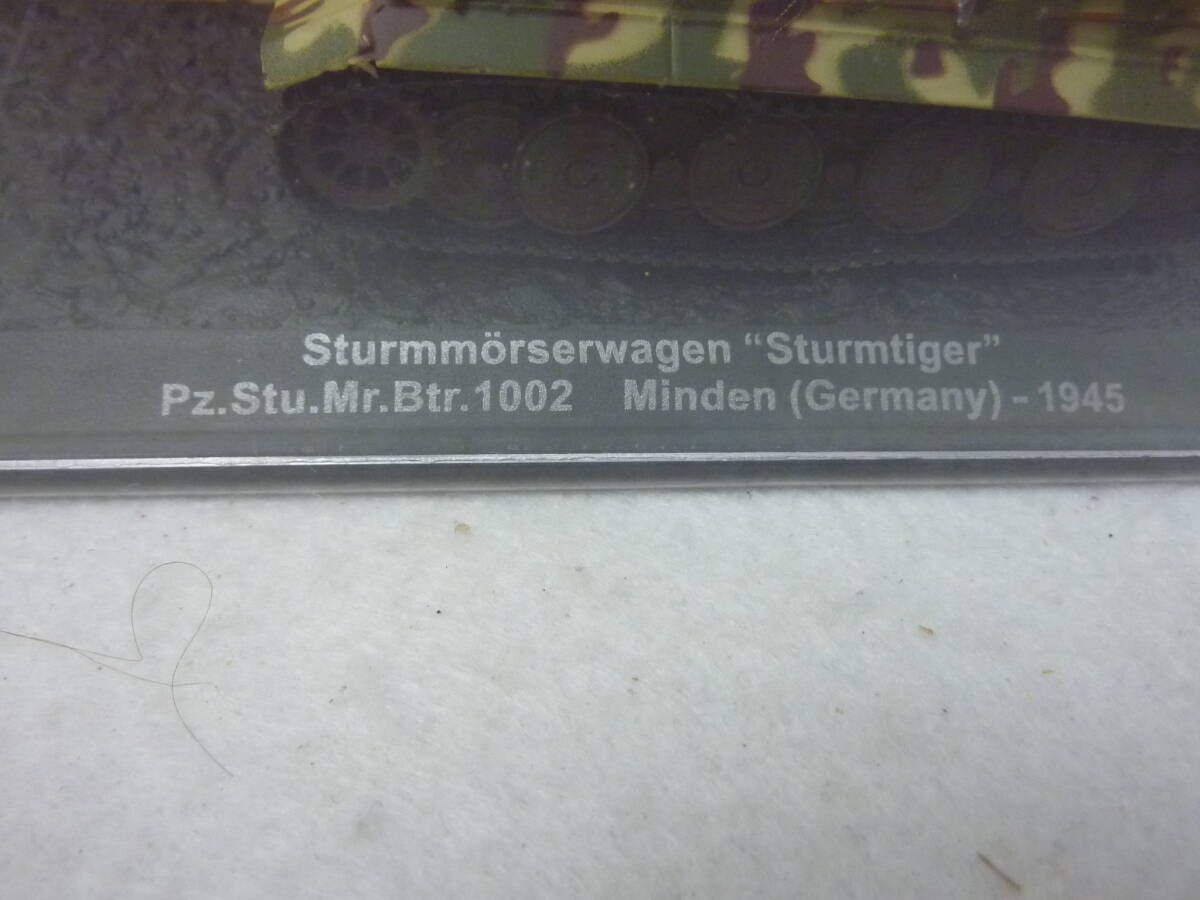 Sturmmörserwagen “Sturmtiger”
Pz.Stu.Mr.Btr.1002 Minden (Germany) - 1945